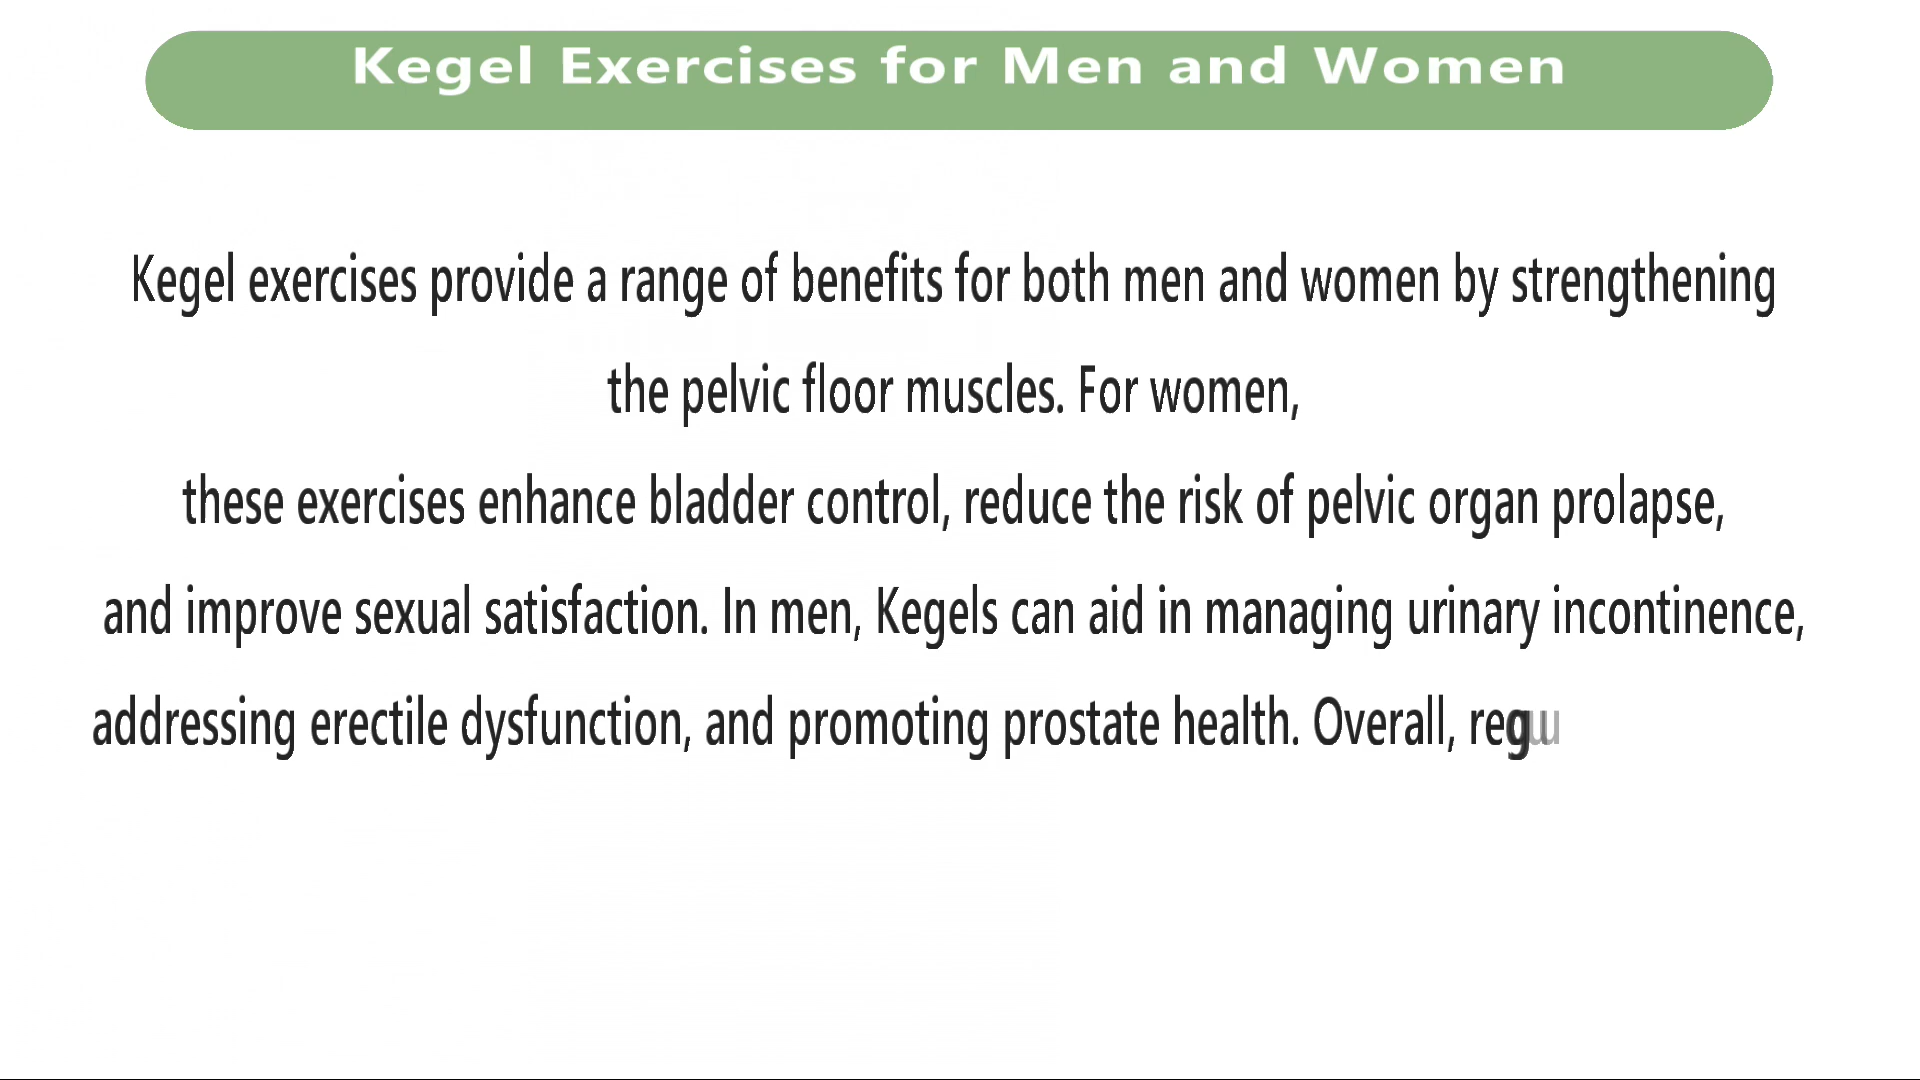 Kegel Exercises for Men and Women
Kegel exercises provide a range of benefits for both men and women by strengthening
the pelvic floor muscles. For women,
these exercises enhance bladder control, reduce the risk of pelvic organ prolapse,
and improve sexual satisfaction. In men, Kegels can aid in managing urinary incontinence,
addressing erectile dysfunction, and promoting prostate health. Overall,